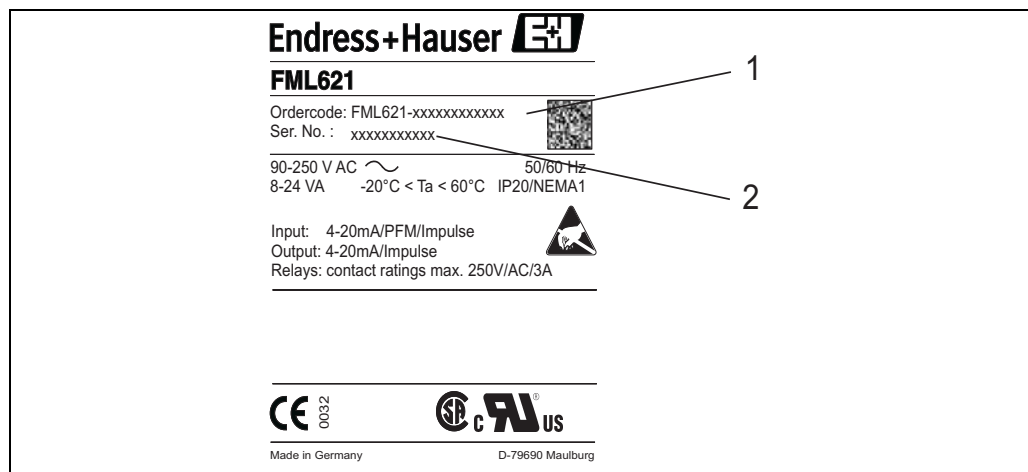 Endress+Hauser E+H
FML621
1
Ordercode: FML621-xxxxxxxxxxxx
Ser. No. : xxxxxxxxxxx
90-250 V AC 50/60 Hz
8-24 VA -20°C < Ta < 60°C IP20/NEMA1
2
Input: 4-20mA/PFM/Impulse
Output: 4-20mA/Impulse
Relays: contact ratings max. 250V/AC/3A
CE 0032 SA c RU ® US
Made in Germany D-79690 Maulburg